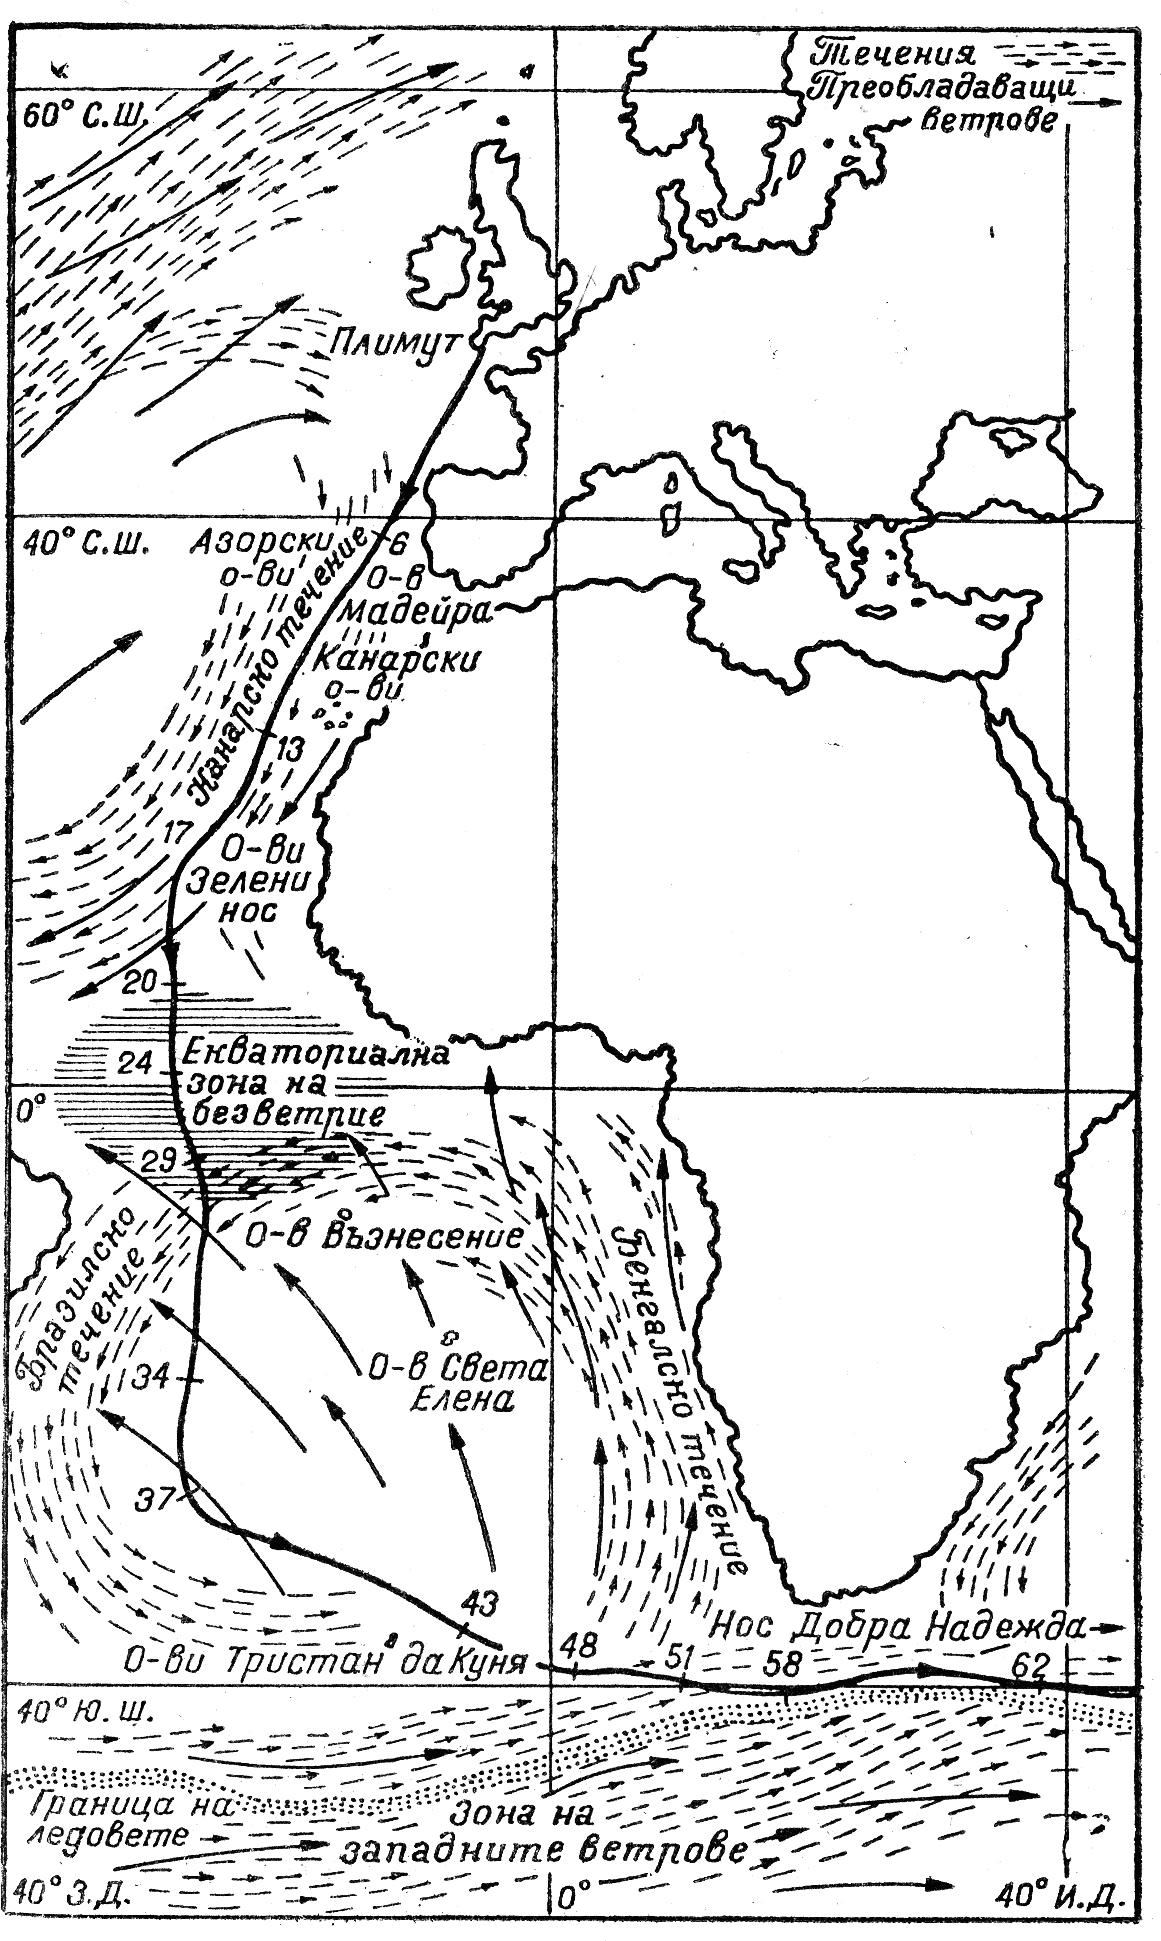 Течения
Преобладаващи
ветрове
60° С.Ш.
Плимут
40° С.Ш.
Азорски
о-ви
6
О-в
Мадейра
Канарско течение
Канарски
о-ви
13
17
О-ви
Зелени
нос
20
24
Екваториална
зона на
безветрие
0°
29
О-в Възнесение
Бразилско
течение
Бенгалско течение
О-в Света
Елена
34
37
43
Нос Добра Надежда
О-ви Тристан да Куня
48
51
58
62
40° Ю.Ш.
Граница на
ледовете
Зона на
западните ветрове
40° З.Д.
0°
40° И.Д.